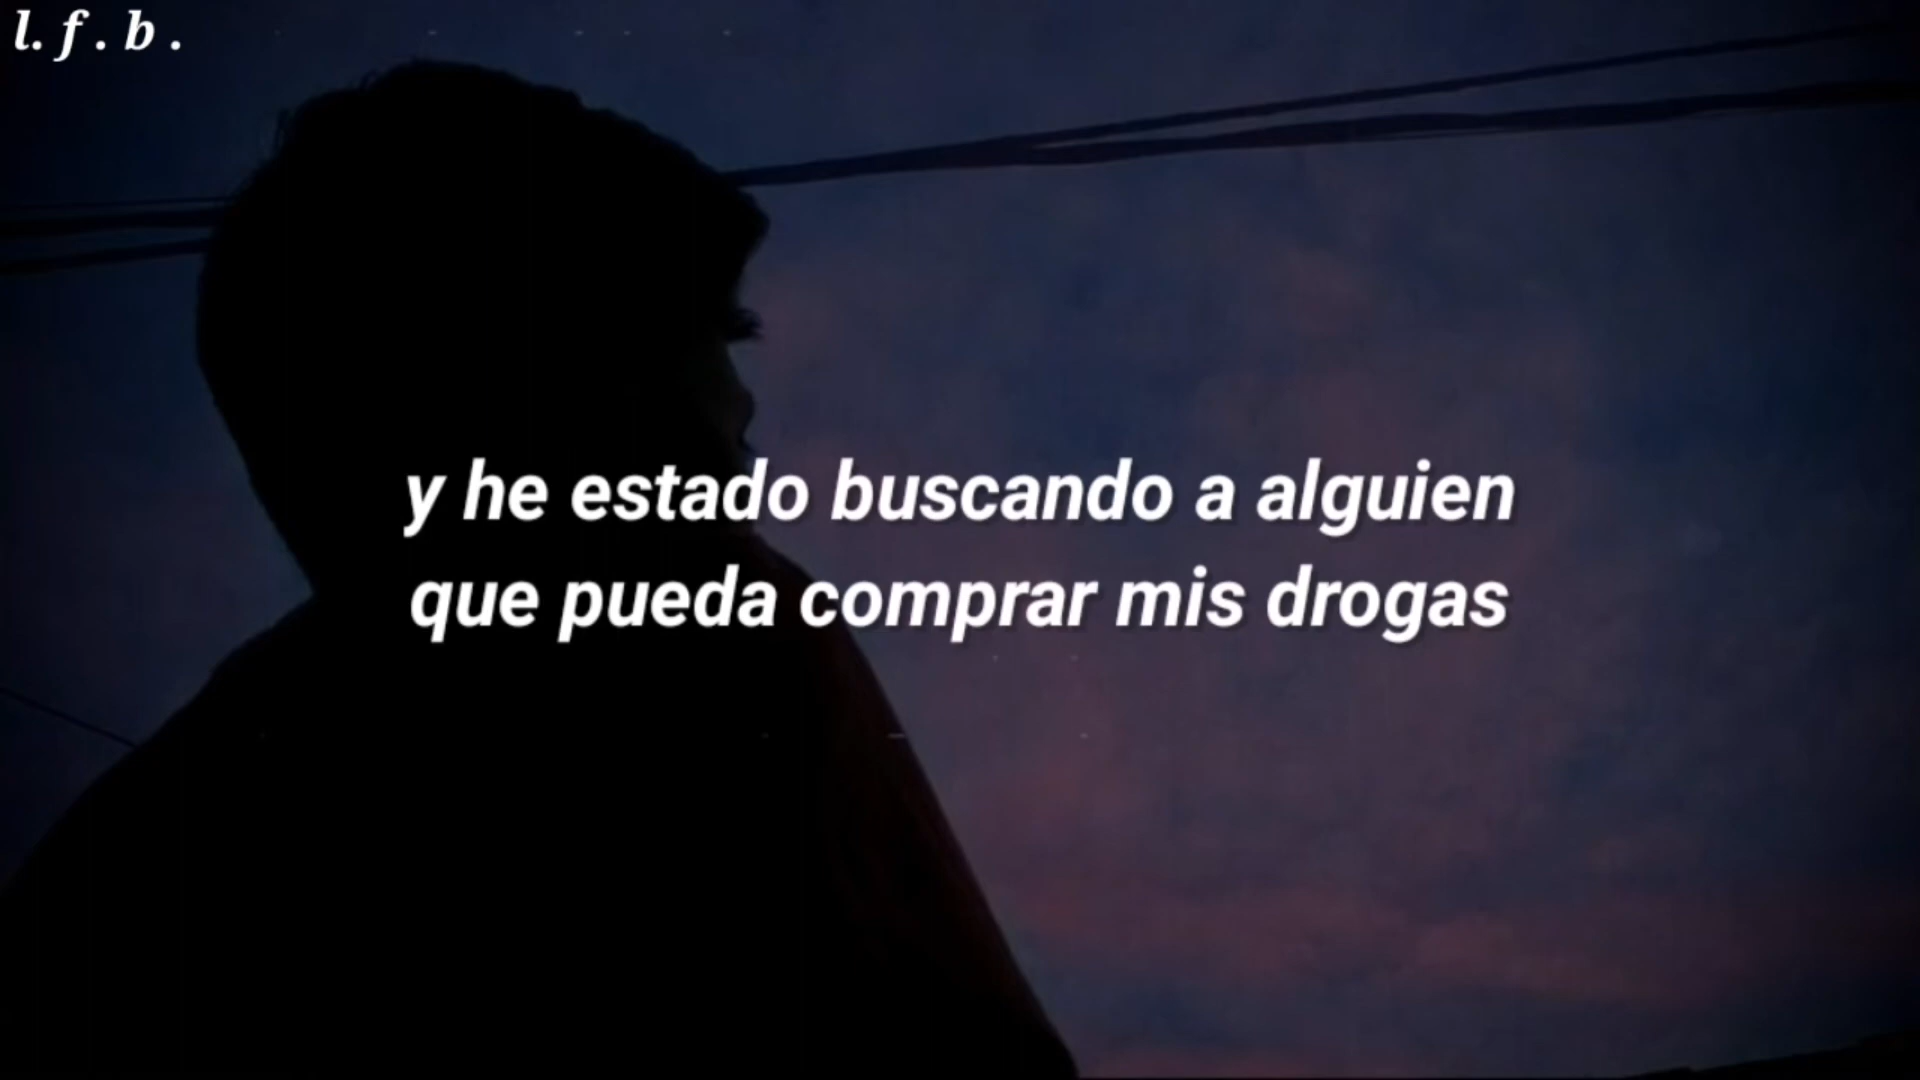 l. f . b .
y he estado buscando a alguien
que pueda comprar mis drogas